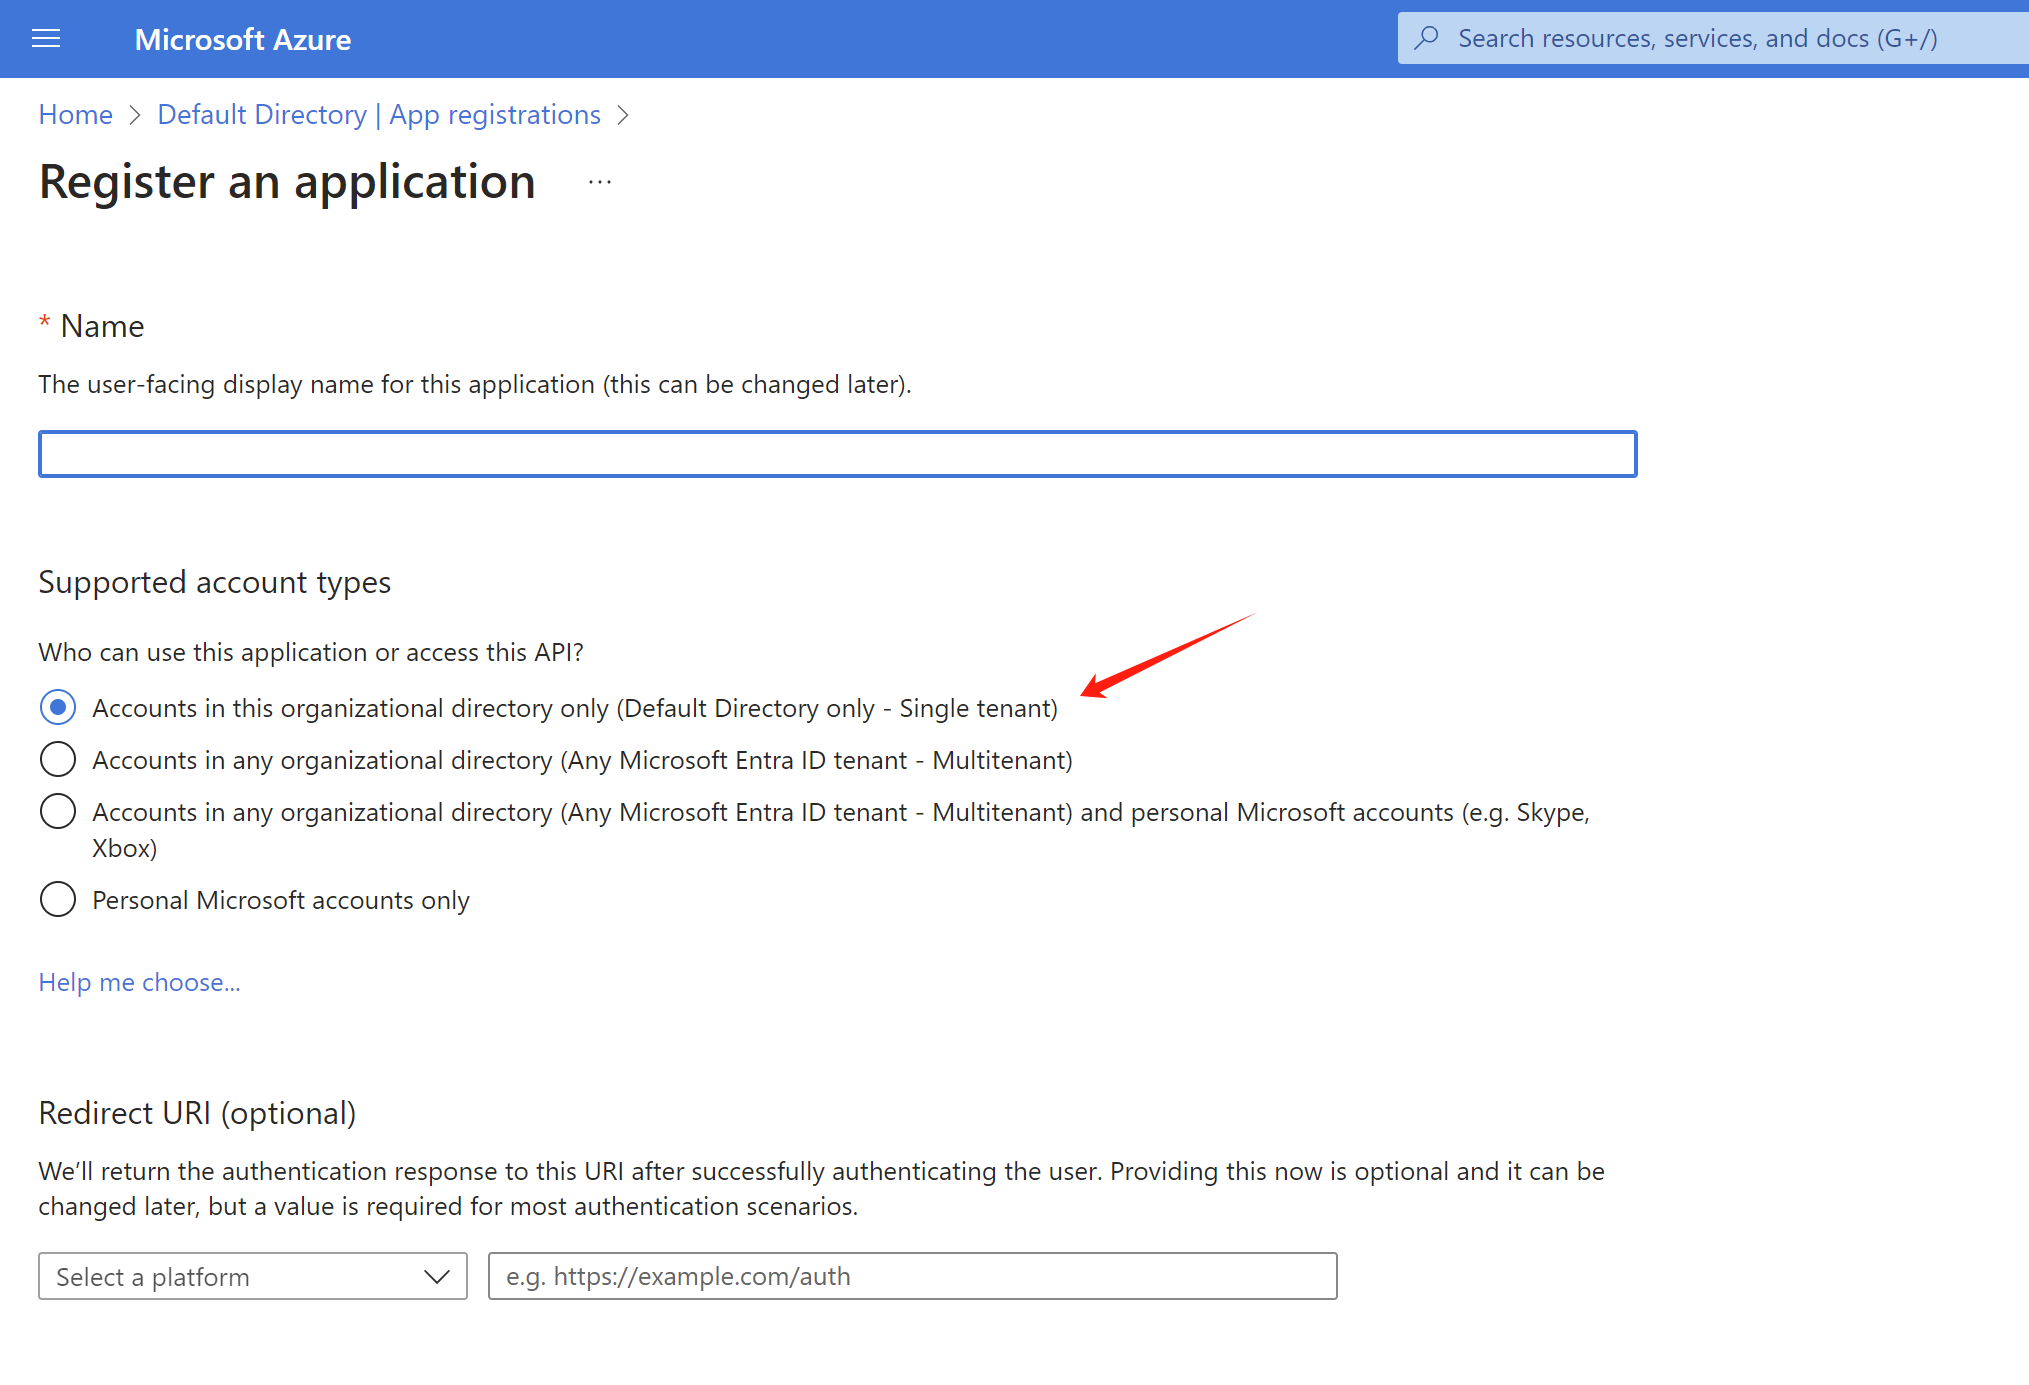 Microsoft Azure
Search resources, services, and docs (G+/)
Home > Default Directory | App registrations >
Register an application ...
* Name
The user-facing display name for this application (this can be changed later).
Supported account types
Who can use this application or access this API?
Accounts in this organizational directory only (Default Directory only - Single tenant)
Accounts in any organizational directory (Any Microsoft Entra ID tenant - Multitenant)
Accounts in any organizational directory (Any Microsoft Entra ID tenant - Multitenant) and personal Microsoft accounts (e.g. Skype,
Xbox)
Personal Microsoft accounts only
Help me choose...
Redirect URI (optional)
We’ll return the authentication response to this URI after successfully authenticating the user. Providing this now is optional and it can be
changed later, but a value is required for most authentication scenarios.
Select a platform
e.g. https://example.com/auth